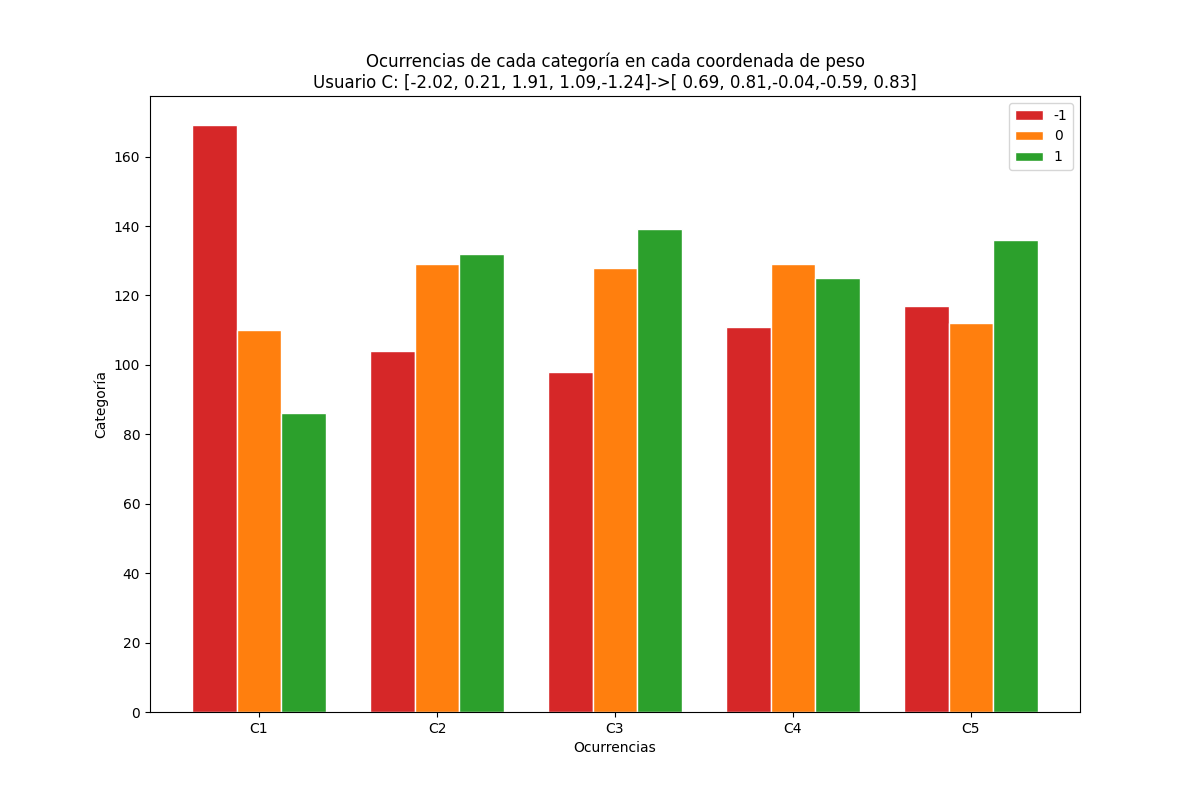 Ocurrencias de cada categoría en cada coordenada de peso
Usuario C: [-2.02, 0.21, 1.91, 1.09,-1.24]->[ 0.69, 0.81,-0.04,-0.59, 0.83]
-1
0
1
160
140
120
100
80
60
40
20
0
Categoría
C1 C2 C3 C4 C5
Ocurrencias